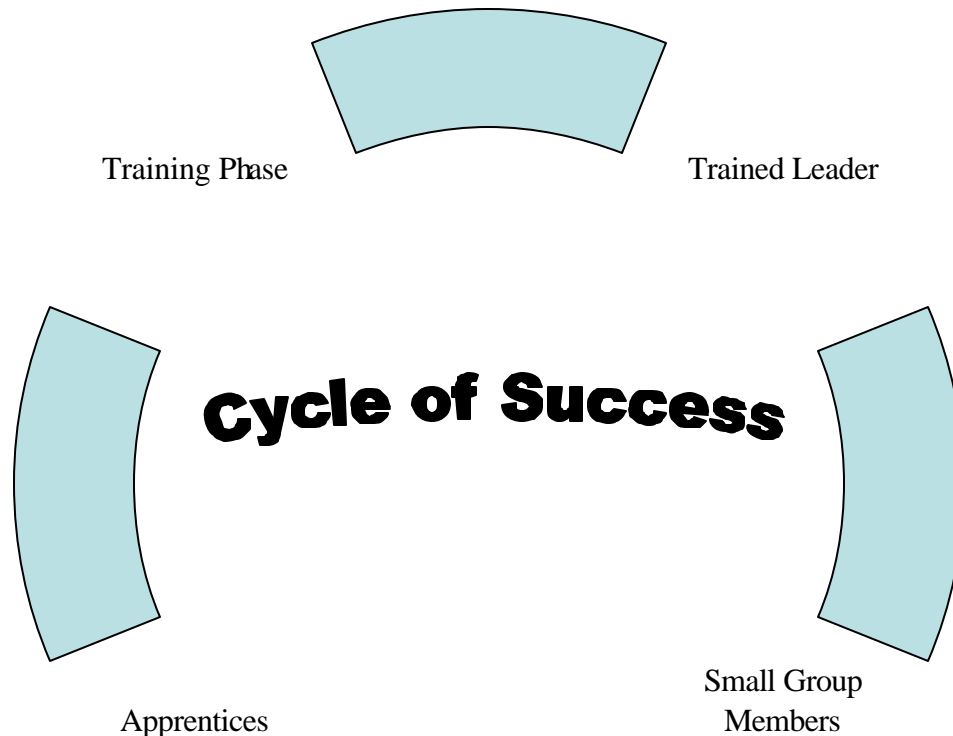 Training Phase
Trained Leader
Cycle of Success
Small Group
Members
Apprentices